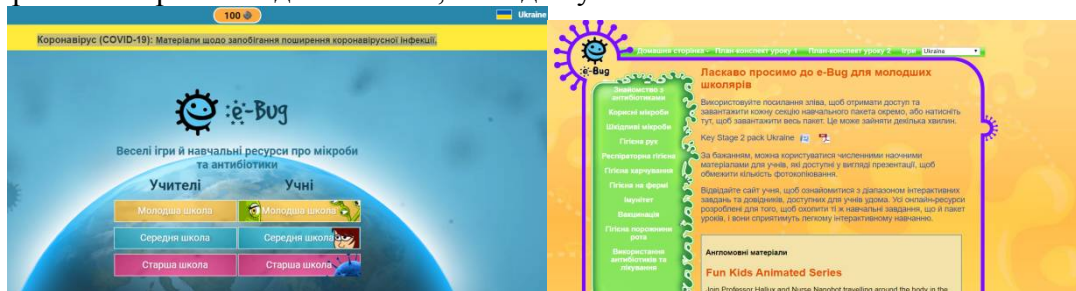 100
Ukraine
Коронавірус (COVID-19): Матеріали щодо запобігання поширення коронавірусної інфекції.
:ё-Bug
Веселі ігри й навчальні ресурси про мікроби
та антибіотики
Учителі
Учні
Молодша школа
Молодша школа
Середня школа
Середня школа
Старша школа
Старша школа
:ё-Bug
Домашня сторінка
План-конспект уроку 1
План-конспект уроку 2
Ігри
Ukraine
Знайомство з
антибіотиками
Корисні мікроби
Шкідливі мікроби
Гігієна рук
Респіраторна гігієна
Гігієна харчування
Гігієна на фермі
Імунітет
Вакцинація
Гігієна порожнини
рота
Використання
антибіотиків та
лікування
Ласкаво просимо до e-Bug для молодших
школярів
Використовуйте посилання зліва, щоб отримати доступ та
завантажити кожну секцію навчального пакета окремо, або натисніть
тут, щоб завантажити весь пакет. Це може зайняти декілька хвилин.
Key Stage 2 pack Ukraine
За бажанням, можна користуватися численними наочними
матеріалами для учнів, які доступні у вигляді презентації, щоб
обмежити кількість фотокопіювання.
Відвідайте сайт учня, щоб ознайомитися з діапазоном інтерактивних
завдань та довідників, доступних для учнів удома. Усі онлайн-ресурси
розроблені для того, щоб охопити ті ж навчальні завдання, що й пакет
уроків, і вони сприятимуть легкому інтерактивному навчанню.
Англомовні матеріали
Fun Kids Animated Series
Join Professor Hallux and Nurse Nanobot travelling around the body in the